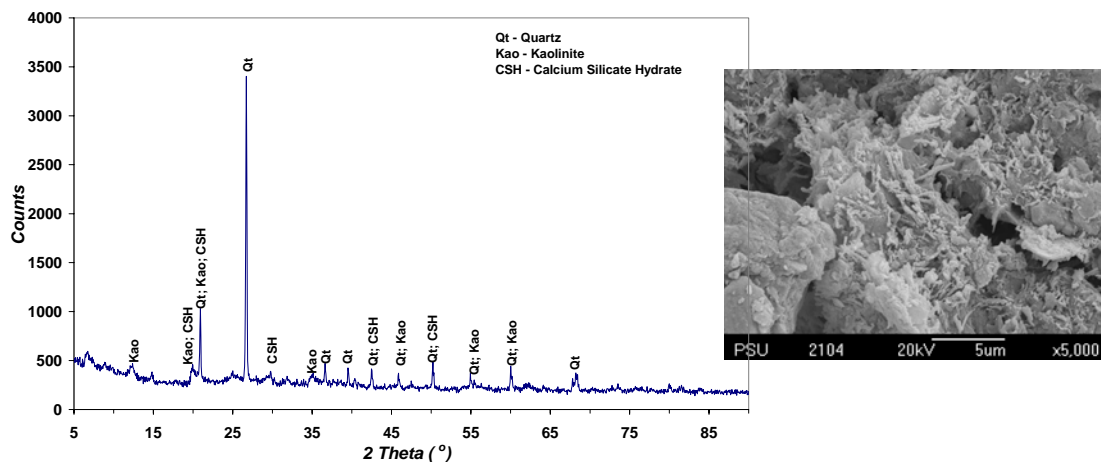 4000
3500
3000
2500
2000
1500
1000
500
0
Counts
Qt - Quartz
Kao - Kaolinite
CSH - Calcium Silicate Hydrate
Kao
Kao; CSH
Qt; Kao; CSH
Qt
CSH
Kao
Qt
Qt
Qt; CSH
Qt; Kao
Qt; CSH
Qt; Kao
Qt; Kao
Qt
5 15 25 35 45 55 65 75 85
2 Theta ( º)
PSU 2104 20kV 5um x5,000